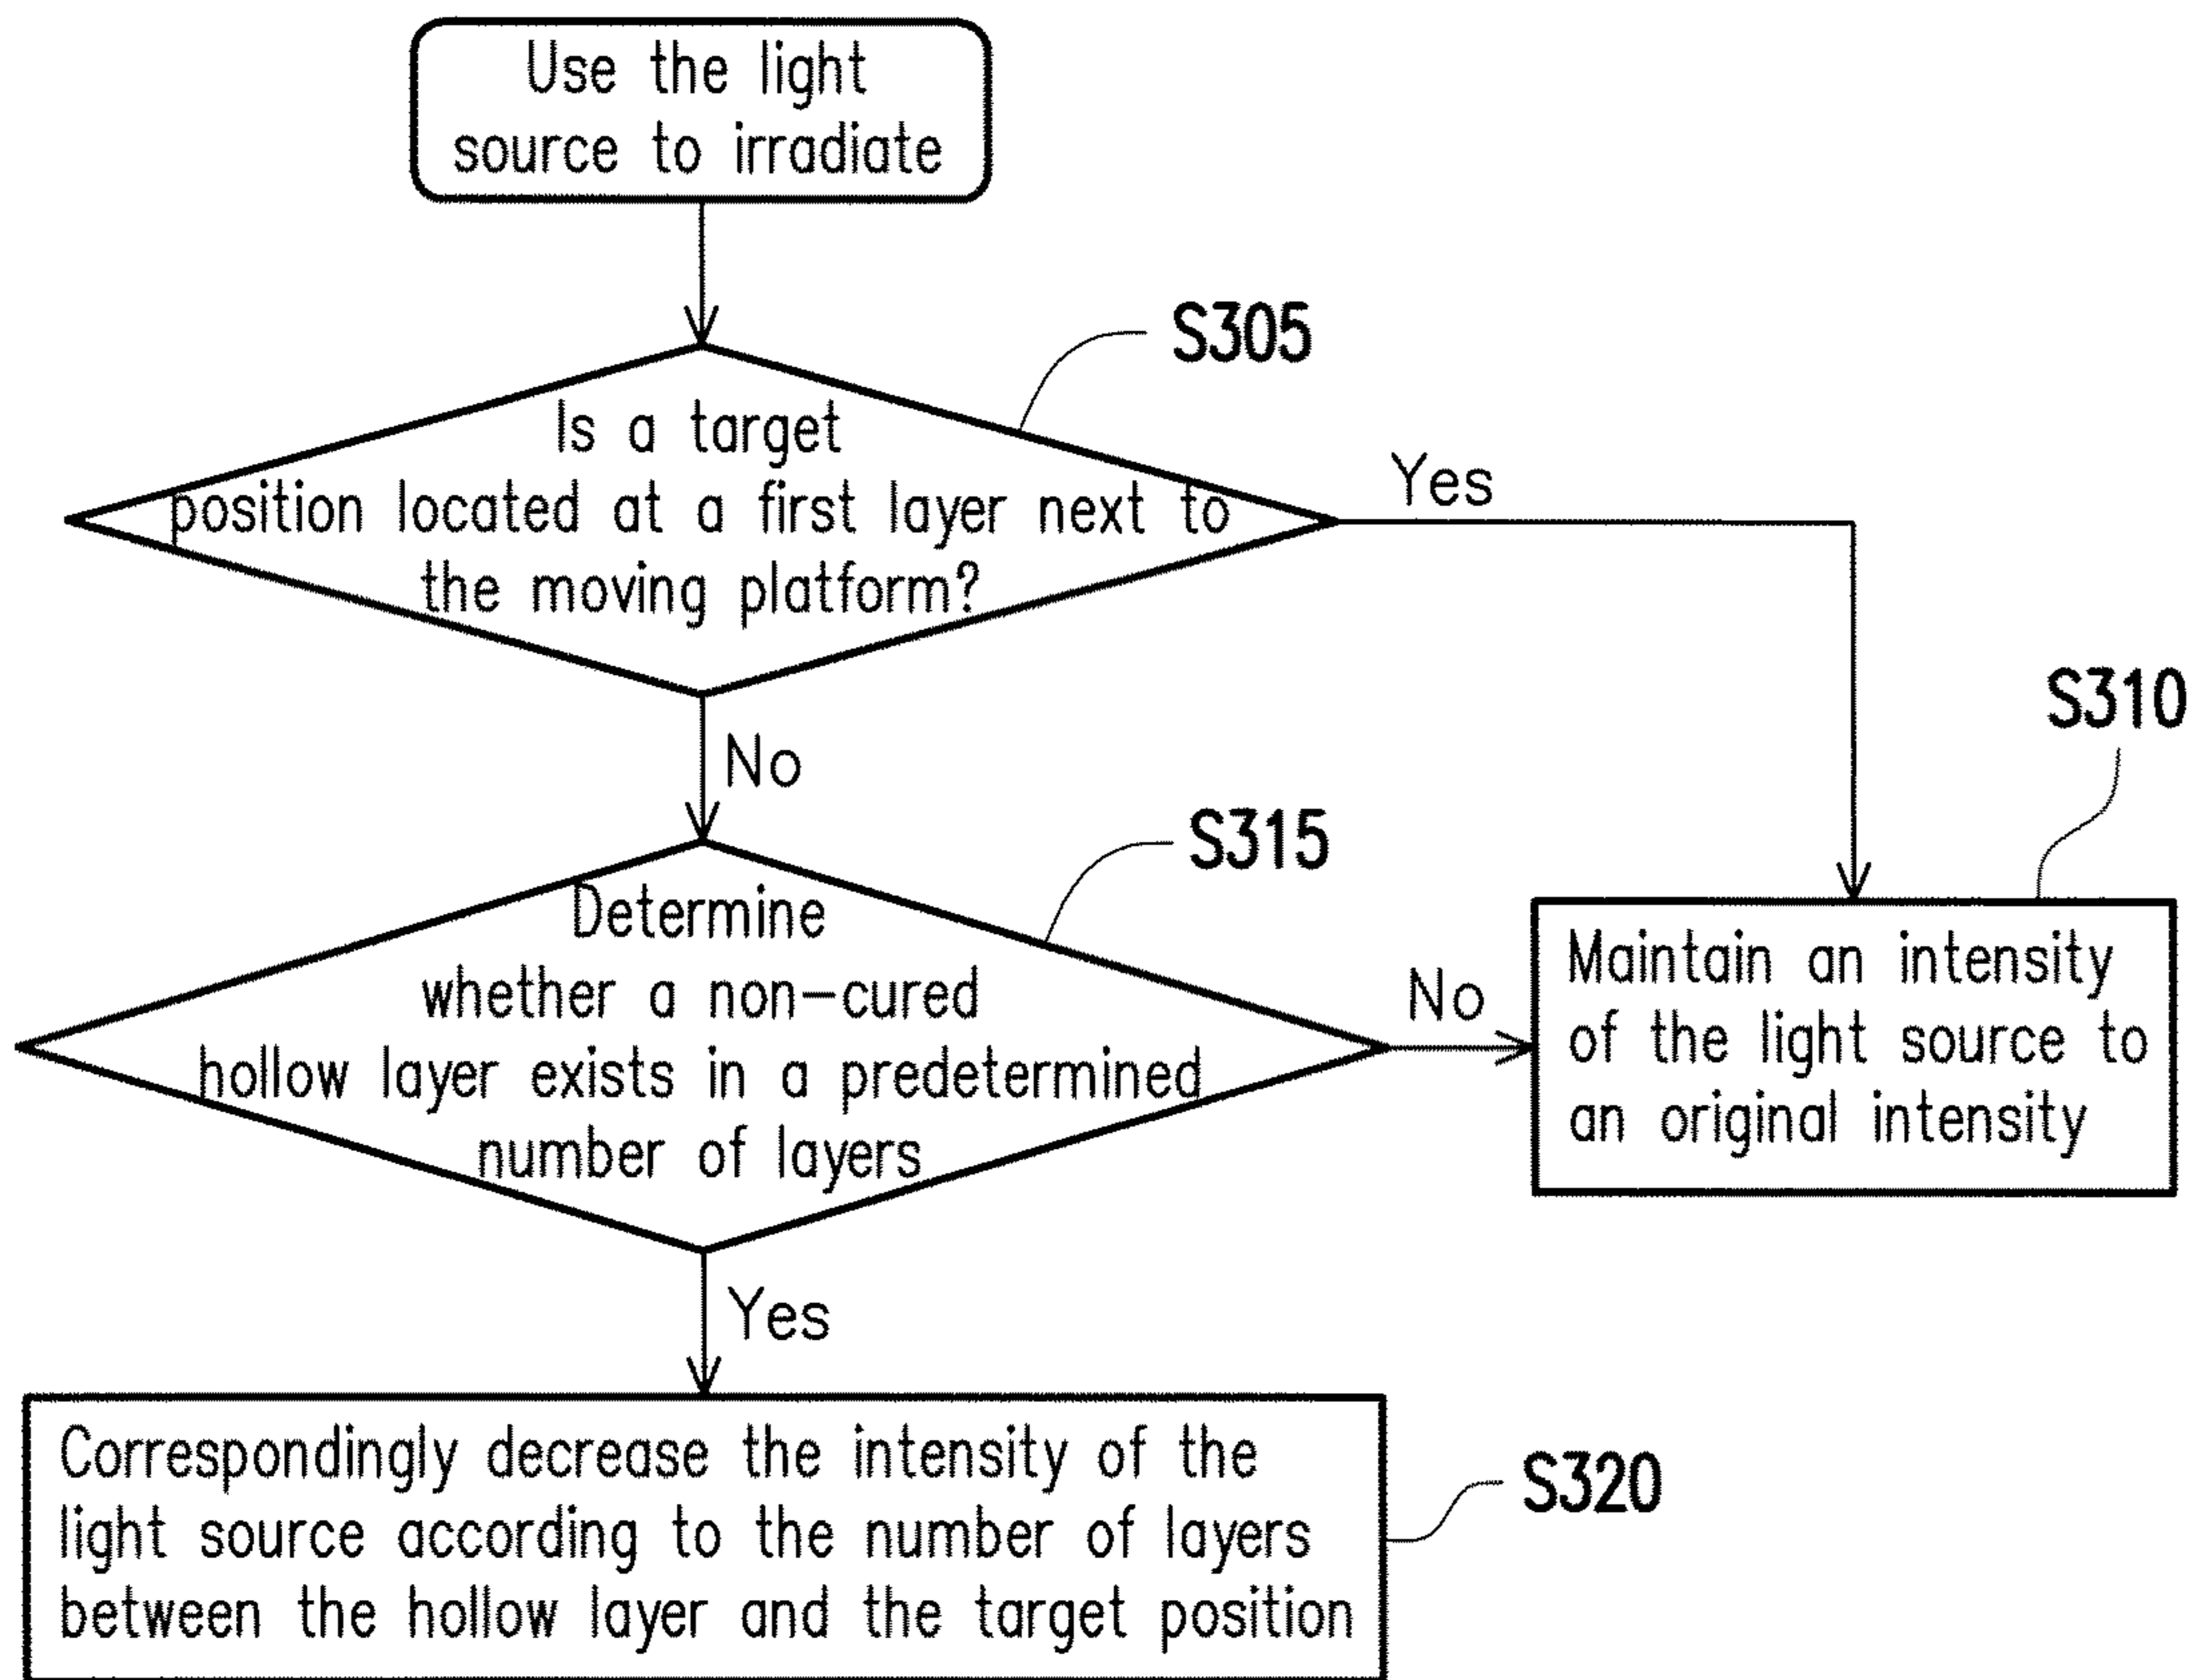 Use the light
source to irradiate
S305
Is a target
position located at a first layer next to
the moving platform?
Yes
No
S310
S315
Determine
whether a non-cured
hollow layer exists in a predetermined
number of layers
No
Maintain an intensity
of the light source to
an original intensity
Yes
Correspondingly decrease the intensity of the
light source according to the number of layers
between the hollow layer and the target position
S320